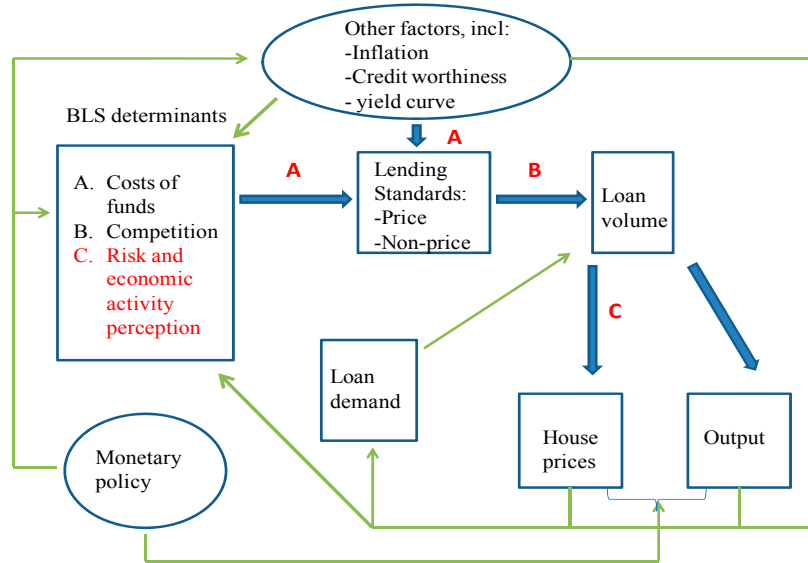 Other factors, incl:
-Inflation
-Credit worthiness
- yield curve
BLS determinants
A
A. Costs of
funds
B. Competition
C. Risk and
economic
activity
perception
A
Lending
Standards:
-Price
-Non-price
B
Loan
volume
C
Loan
demand
House
prices
Output
Monetary
policy